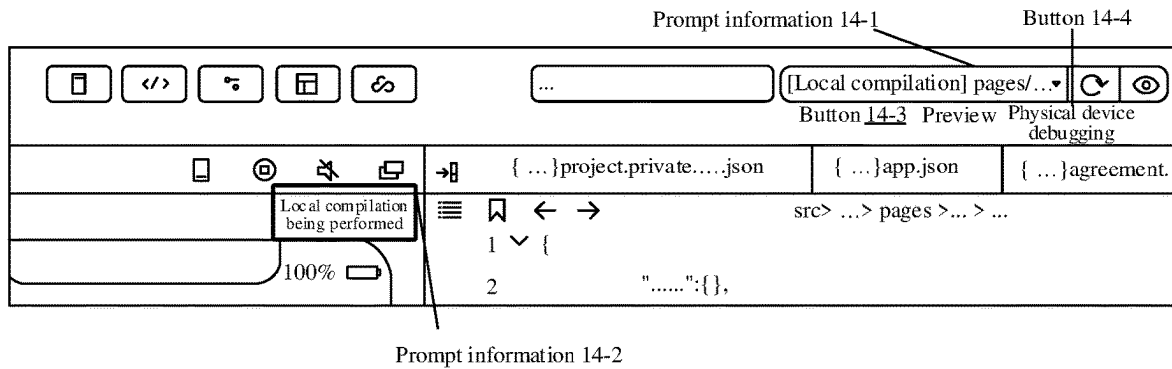 Prompt information 14-1 Button 14-4
</> ... [Local compilation] pages/...
Button 14-3 Preview Physical device
debugging
{ ...}project.private.....json { ...}app.json { ...}agreement.
Local compilation
being performed
src> ...> pages >... > ...
1 {
100%
2 "......":{},
Prompt information 14-2